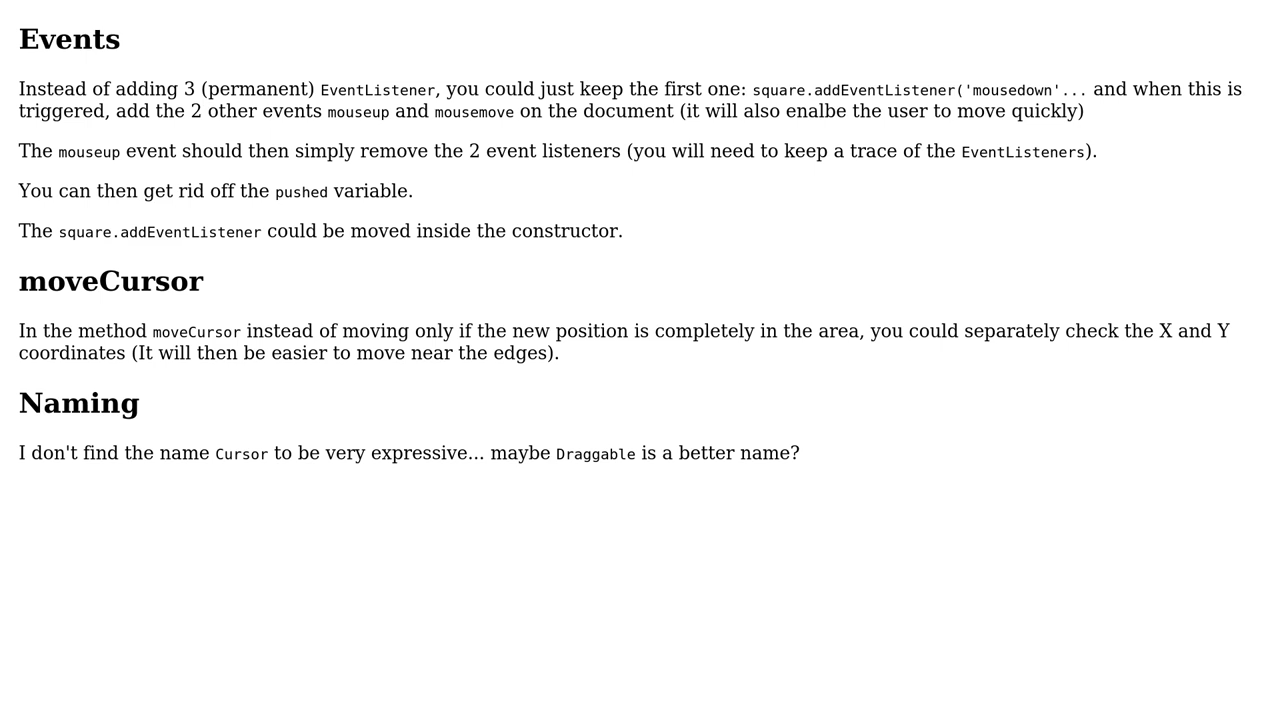 Events
Instead of adding 3 (permanent) EventListener, you could just keep the first one: square.addEventListener('mousedown'... and when this is
triggered, add the 2 other events mouseup and mousemove on the document (it will also enalbe the user to move quickly)
The mouseup event should then simply remove the 2 event listeners (you will need to keep a trace of the EventListeners).
You can then get rid off the pushed variable.
The square.addEventListener could be moved inside the constructor.
moveCursor
In the method moveCursor instead of moving only if the new position is completely in the area, you could separately check the X and Y
coordinates (It will then be easier to move near the edges).
Naming
I don't find the name Cursor to be very expressive... maybe Draggable is a better name?